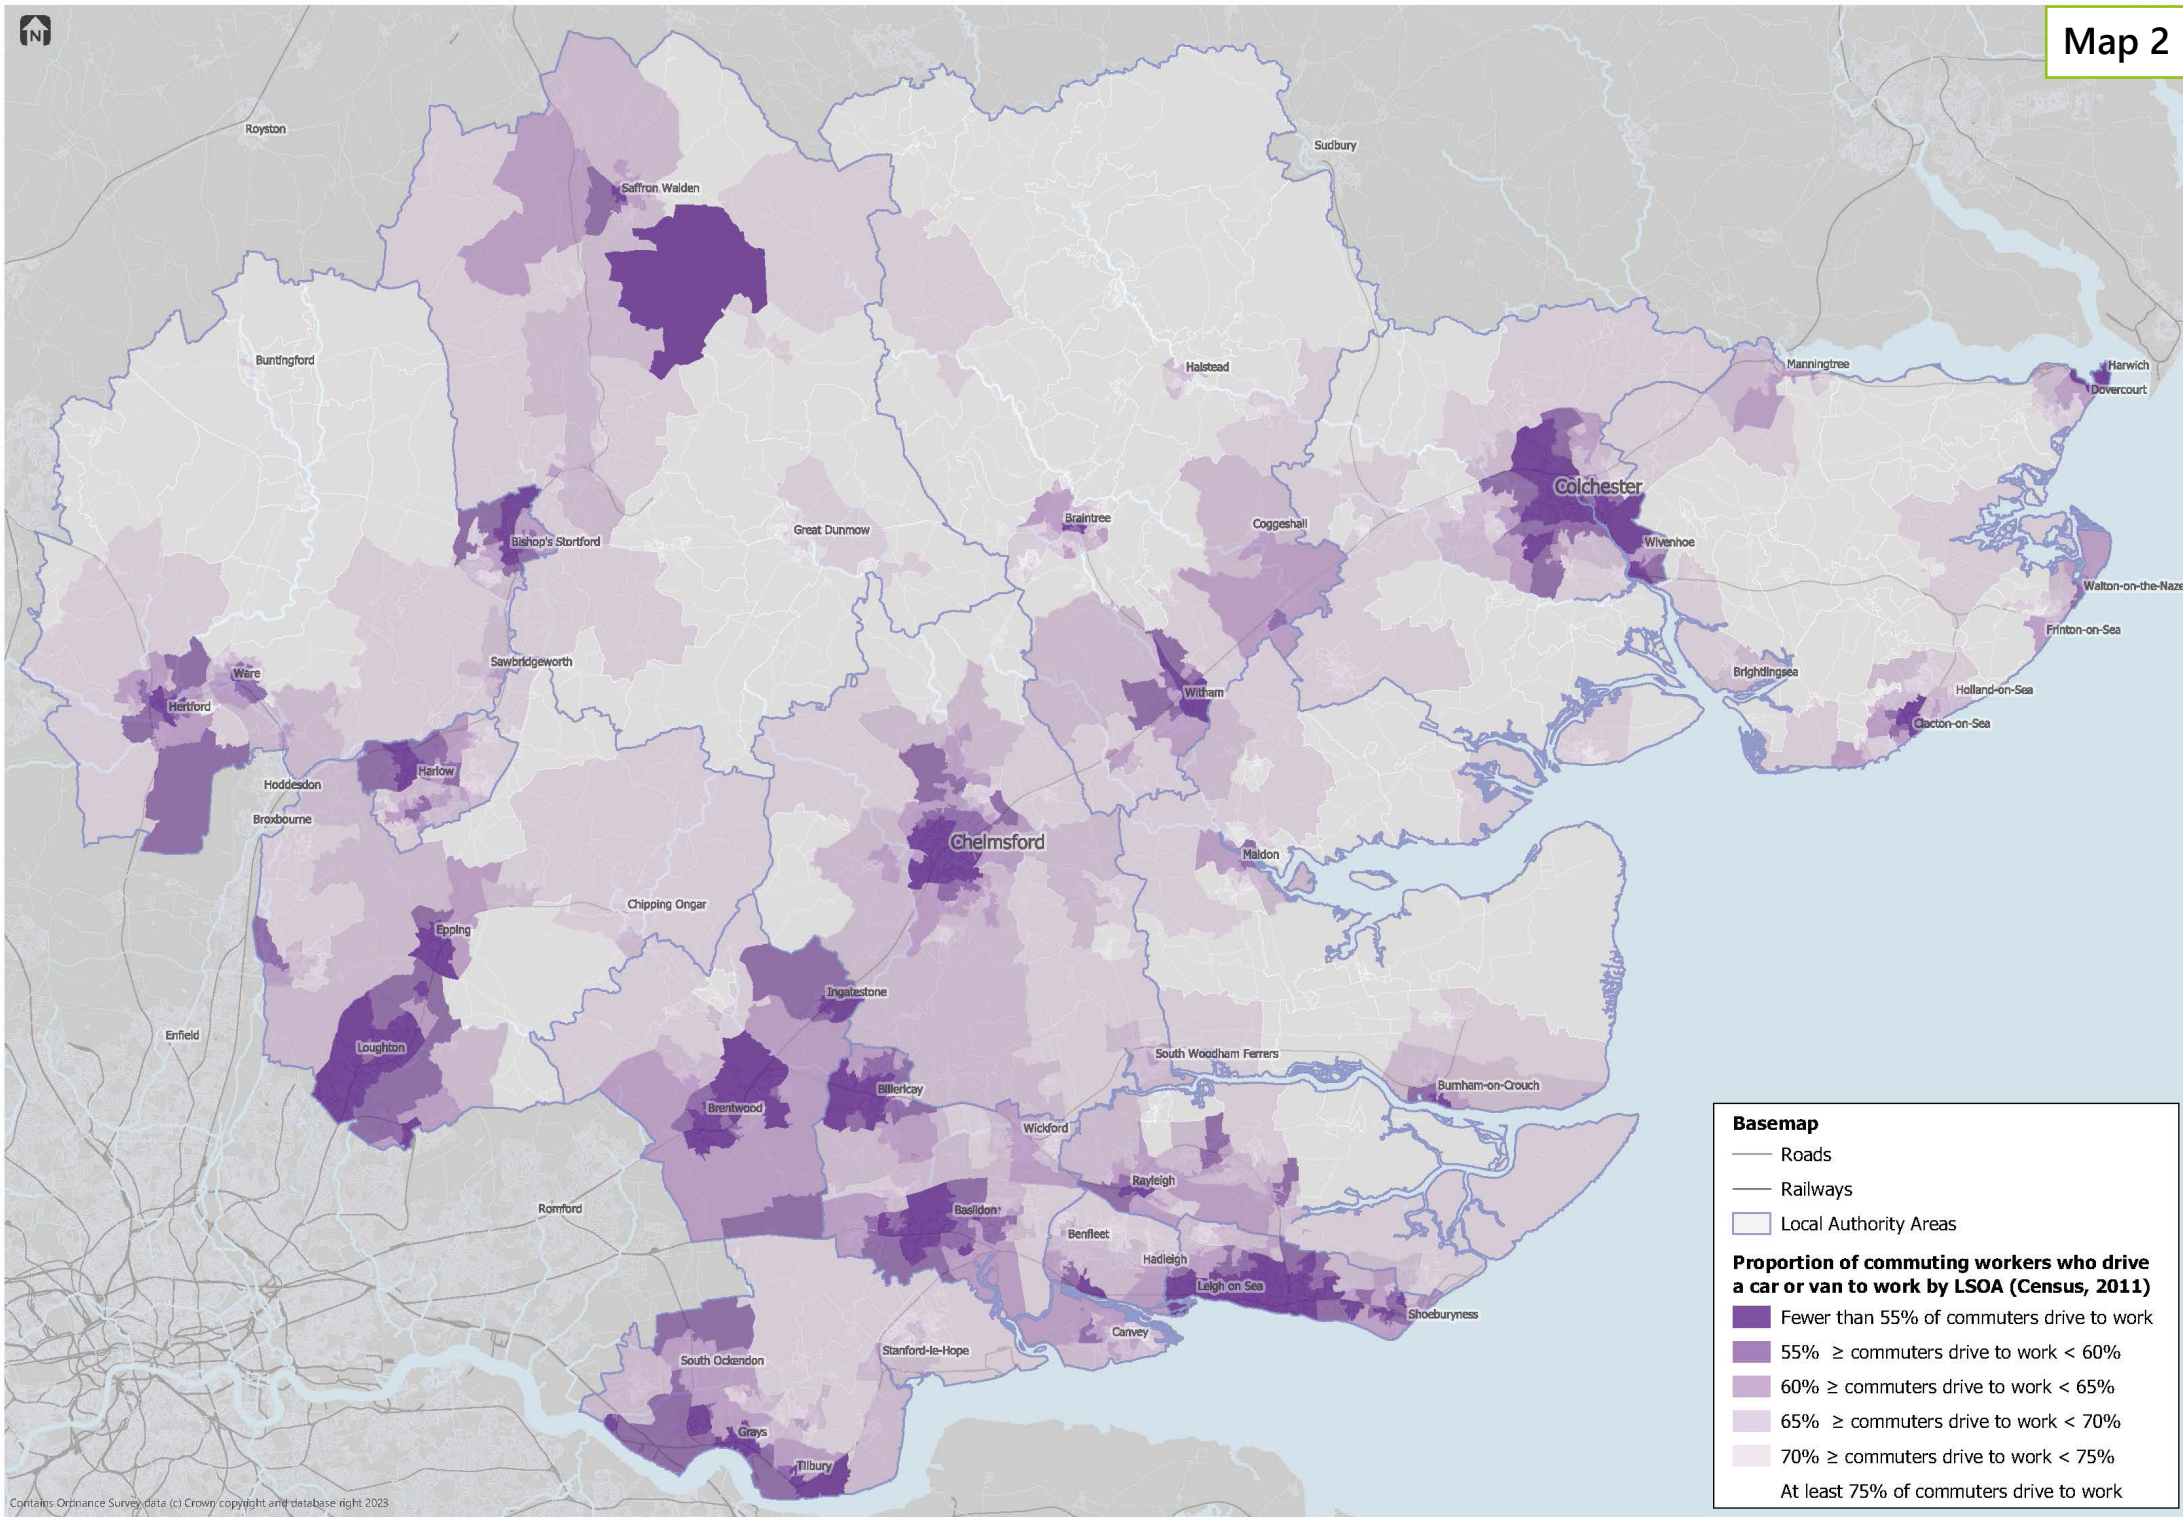 Map 2
N
Royston
Sudbury
Saffron Walden
Buntingford
Halstead
Manningtree
Harwich
Dovercourt
Colchester
Braintree
Coggeshall
Great Dunmow
Bishop's Stortford
Wivenhoe
Walton-on-the-Naze
Frinton-on-Sea
Sawbridgeworth
Ware
Brightlingsea
Witham
Holland-on-Sea
Hertford
Clacton-on-Sea
Harlow
Hoddesdon
Broxbourne
Chelmsford
Maldon
Chipping Ongar
Epping
Ingatestone
Enfield
Loughton
South Woodham Ferrers
Burnham-on-Crouch
Billericay
Brentwood
Wickford
Rayleigh
Romford
Basildon
Benfleet
Hadleigh
Leigh on Sea
Shoeburyness
Canvey
Stanford-le-Hope
South Ockendon
Grays
Tilbury
Basemap
Roads
Railways
Local Authority Areas
Proportion of commuting workers who drive
a car or van to work by LSOA (Census, 2011)
Fewer than 55% of commuters drive to work
55% ≥ commuters drive to work < 60%
60% ≥ commuters drive to work < 65%
65% ≥ commuters drive to work < 70%
70% ≥ commuters drive to work < 75%
At least 75% of commuters drive to work
Contains Ordnance Survey data (c) Crown copyright and database right 2023